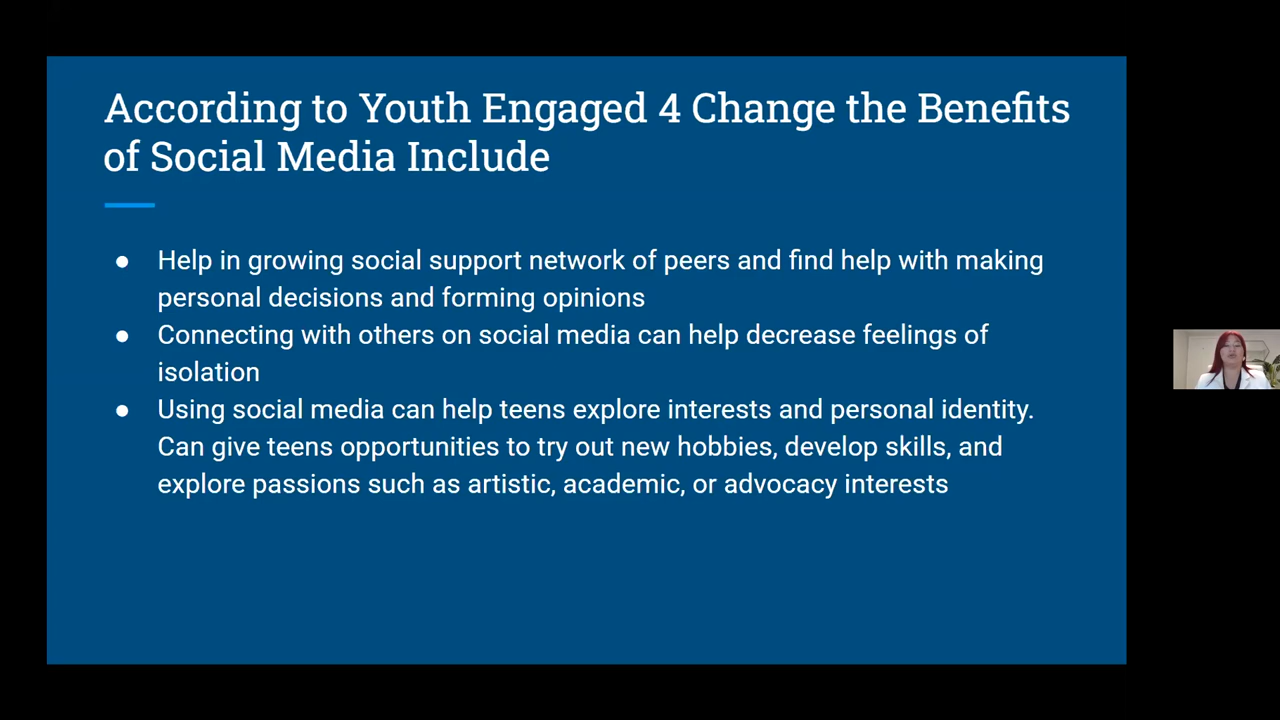 According to Youth Engaged 4 Change the Benefits
of Social Media Include
● Help in growing social support network of peers and find help with making
personal decisions and forming opinions
● Connecting with others on social media can help decrease feelings of
isolation
● Using social media can help teens explore interests and personal identity.
Can give teens opportunities to try out new hobbies, develop skills, and
explore passions such as artistic, academic, or advocacy interests